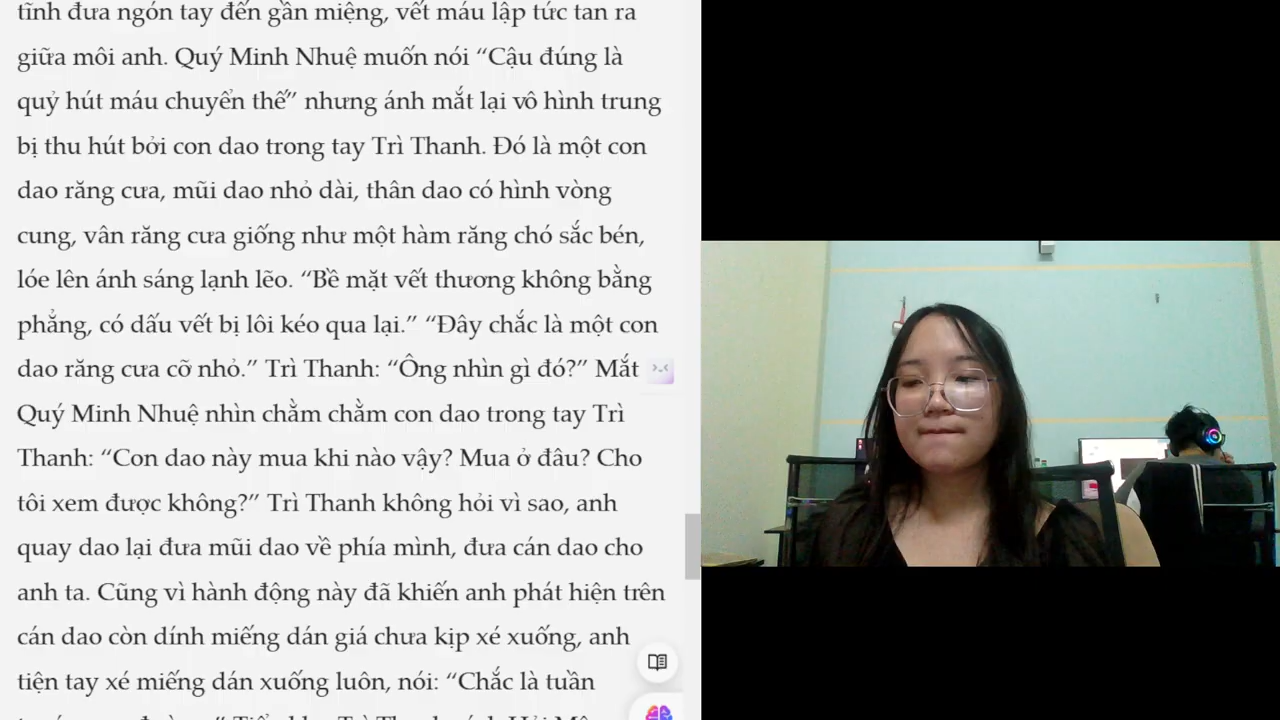 tĩnh đưa ngón tay đến gần miệng, vết máu lập tức tan ra
giữa môi anh. Quý Minh Nhuệ muốn nói “Cậu đúng là
quỷ hút máu chuyển thế” nhưng ánh mắt lại vô hình trung
bị thu hút bởi con dao trong tay Trì Thanh. Đó là một con
dao răng cưa, mũi dao nhỏ dài, thân dao có hình vòng
cung, vân răng cưa giống như một hàm răng chó sắc bén,
lóe lên ánh sáng lạnh lẽo. “Bề mặt vết thương không bằng
phẳng, có dấu vết bị lôi kéo qua lại.” “Đây chắc là một con
dao răng cưa cỡ nhỏ.” Trì Thanh: “Ông nhìn gì đó?” Mắt
Quý Minh Nhuệ nhìn chằm chằm con dao trong tay Trì
Thanh: “Con dao này mua khi nào vậy? Mua ở đâu? Cho
tôi xem được không?” Trì Thanh không hỏi vì sao, anh
quay dao lại đưa mũi dao về phía mình, đưa cán dao cho
anh ta. Cũng vì hành động này đã khiến anh phát hiện trên
cán dao còn dính miếng dán giá chưa kịp xé xuống, anh
tiện tay xé miếng dán xuống luôn, nói: “Chắc là tuần